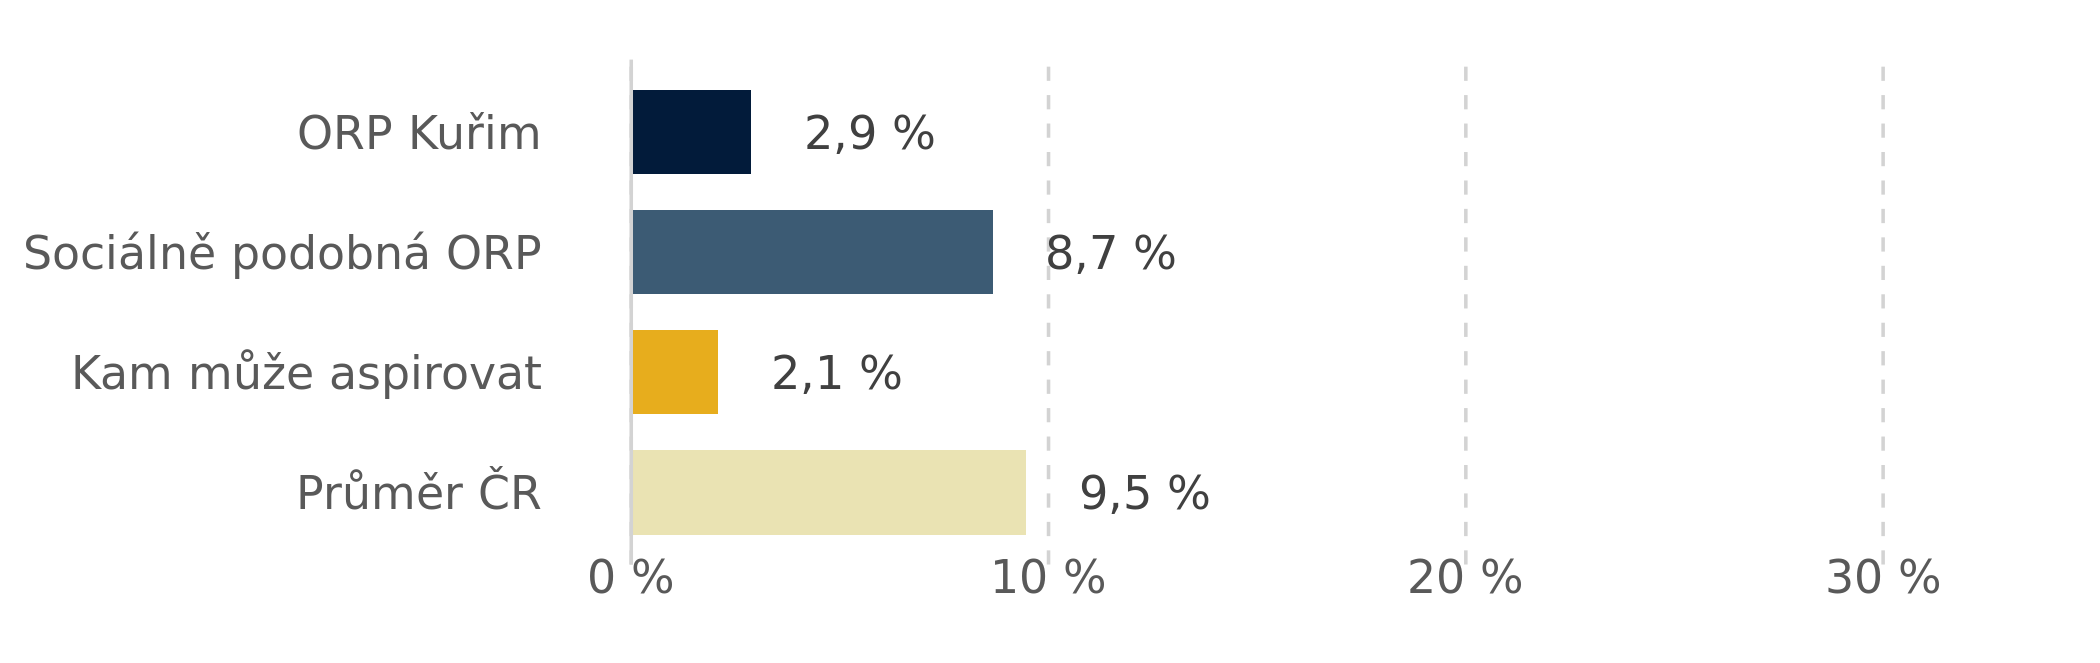 ORP Kuřim 2,9 %
Sociálně podobná ORP 8,7 %
Kam může aspirovat 2,1 %
Průměr ČR 9,5 %
0 % 10 % 20 % 30 %